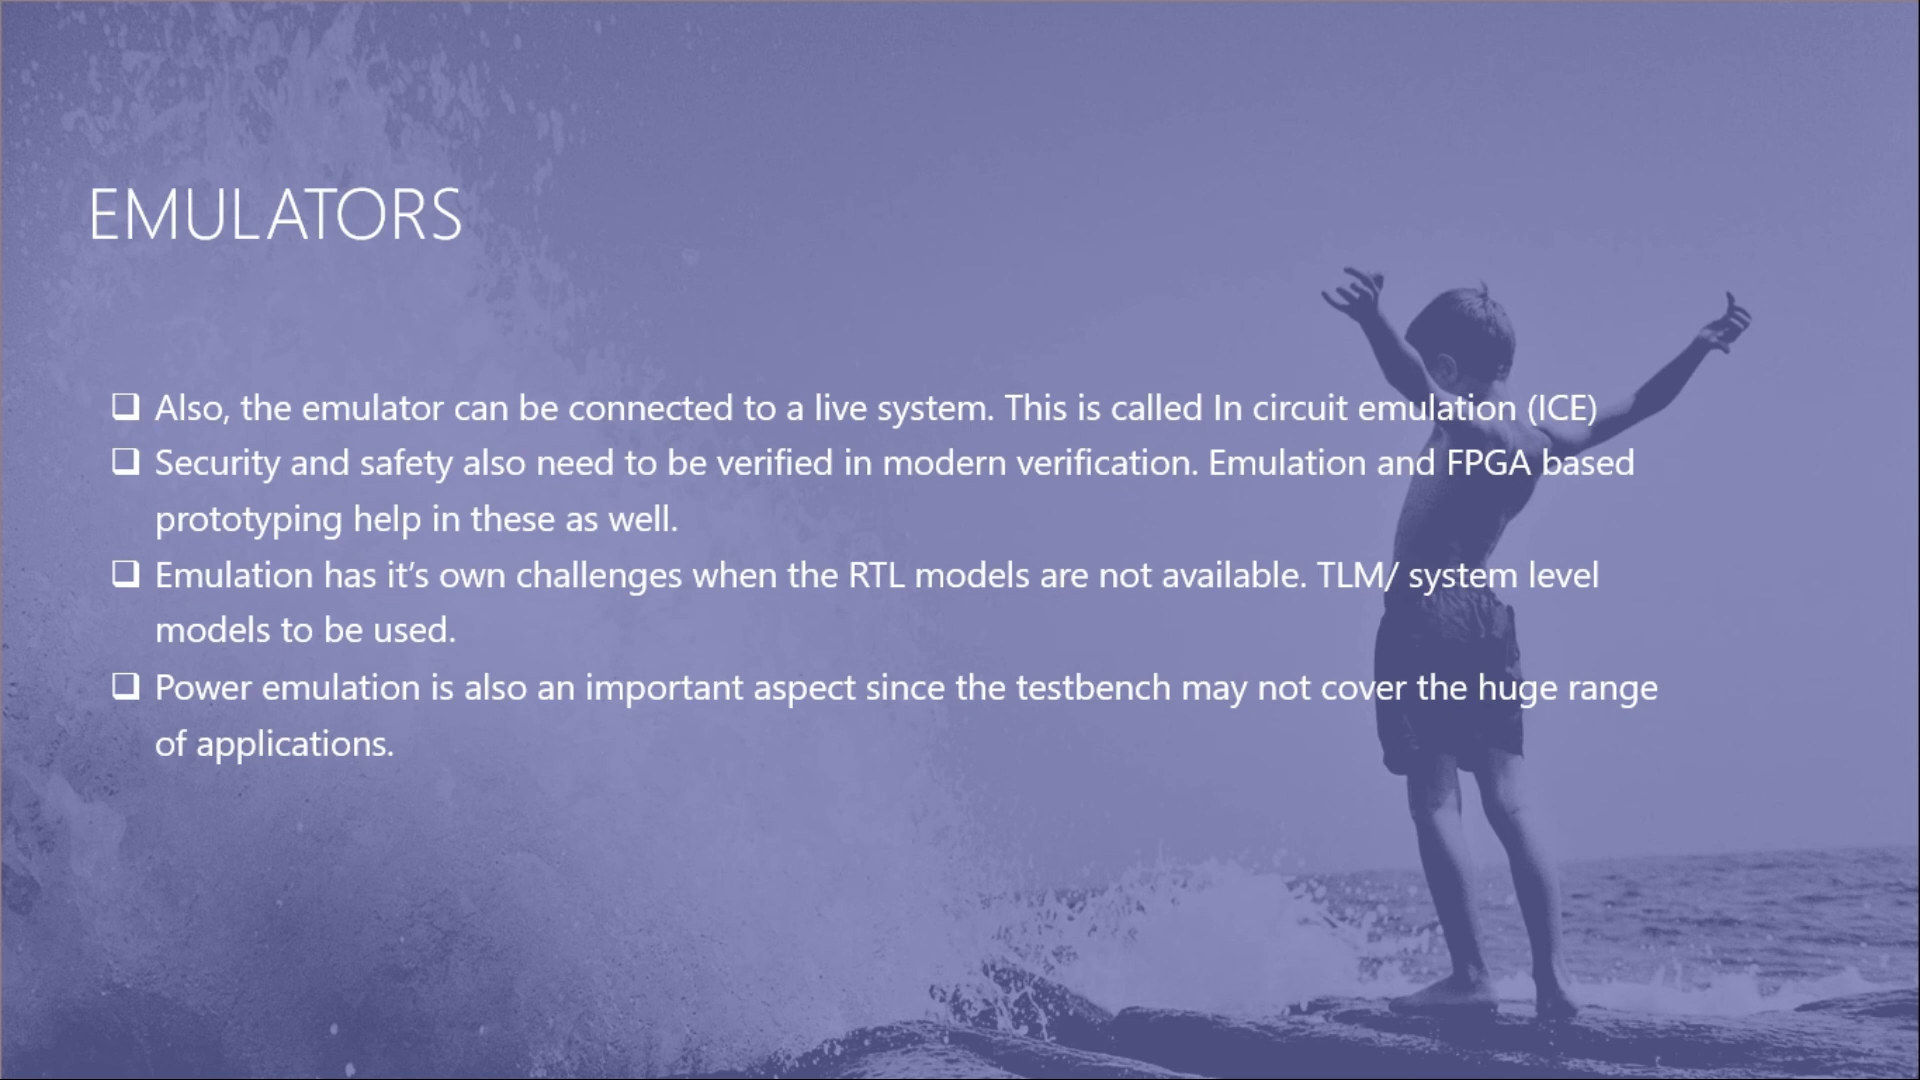 EMULATORS
❑ Also, the emulator can be connected to a live system. This is called In circuit emulation (ICE)
❑ Security and safety also need to be verified in modern verification. Emulation and FPGA based
prototyping help in these as well.
❑ Emulation has it’s own challenges when the RTL models are not available. TLM/ system level
models to be used.
❑ Power emulation is also an important aspect since the testbench may not cover the huge range
of applications.